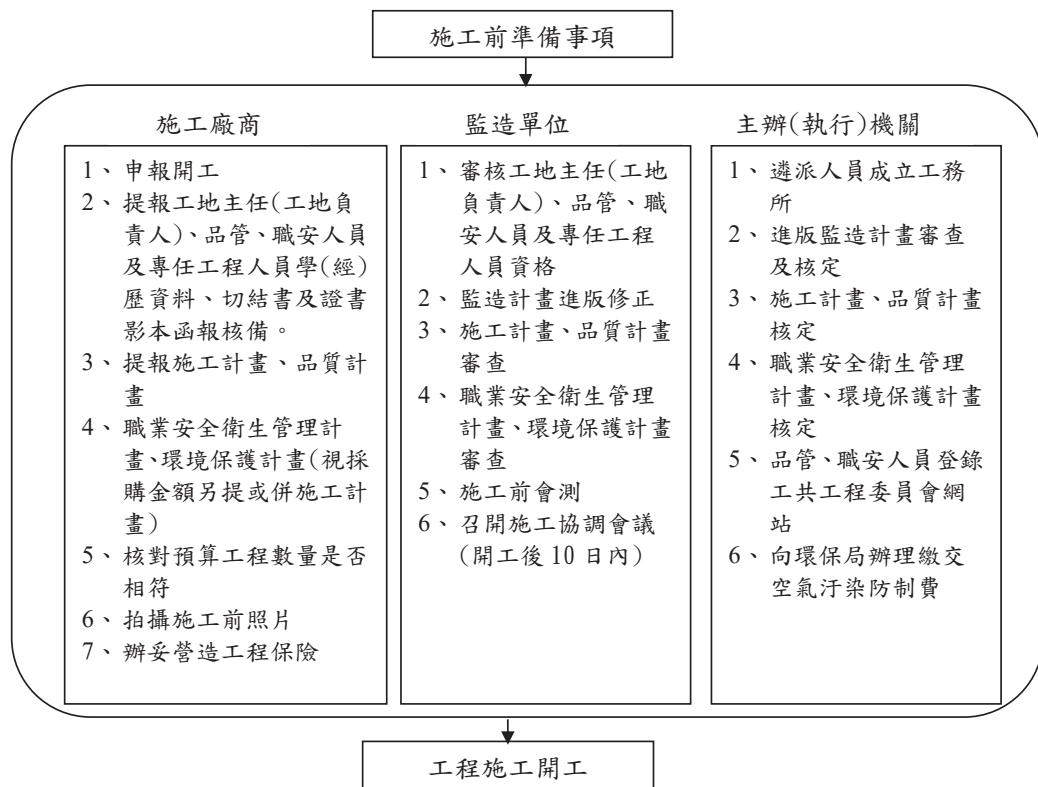 施工前準備事項
施工廠商
1、申報開工
2、提報工地主任(工地負
責人)、品管、職安人員
及專任工程人員學(經)
歷資料、切結書及證書
影本函報核備。
3、提報施工計畫、品質計
畫
4、職業安全衛生管理計
畫、環境保護計畫(視採
購金額另提或併施工計
畫)
5、核對預算工程數量是否
相符
6、拍攝施工前照片
7、辦妥營造工程保險
監造單位
1、審核工地主任(工地
負責人)、品管、職
安人員及專任工程
人員資格
2、監造計畫進版修正
3、施工計畫、品質計畫
審查
4、職業安全衛生管理
計畫、環境保護計畫
審查
5、施工前會測
6、召開施工協調會議
(開工後 10 日內)
主辦(執行)機關
1、遴派人員成立工務
所
2、進版監造計畫審查
及核定
3、施工計畫、品質計畫
核定
4、職業安全衛生管理
計畫、環境保護計畫
核定
5、品管、職安人員登錄
工共工程委員會網
站
6、向環保局辦理繳交
空氣汙染防制費
工程施工開工